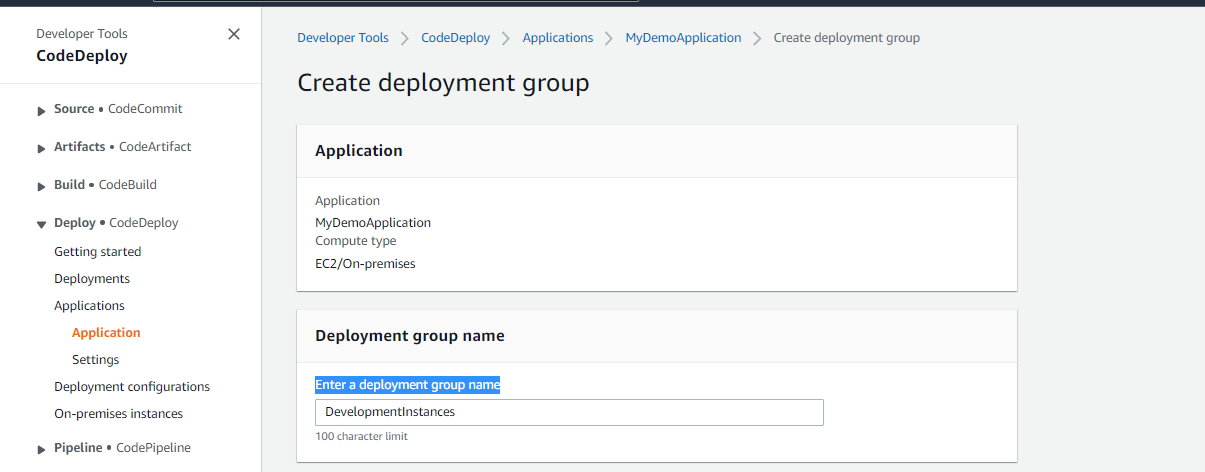 Developer Tools
CodeDeploy
Source • CodeCommit
Artifacts • CodeArtifact
Build • CodeBuild
Deploy • CodeDeploy
Getting started
Deployments
Applications
Application
Settings
Deployment configurations
On-premises instances
Pipeline • CodePipeline
Developer Tools > CodeDeploy > Applications > MyDemoApplication > Create deployment group
Create deployment group
Application
Application
MyDemoApplication
Compute type
EC2/On-premises
Deployment group name
Enter a deployment group name
DevelopmentInstances
100 character limit